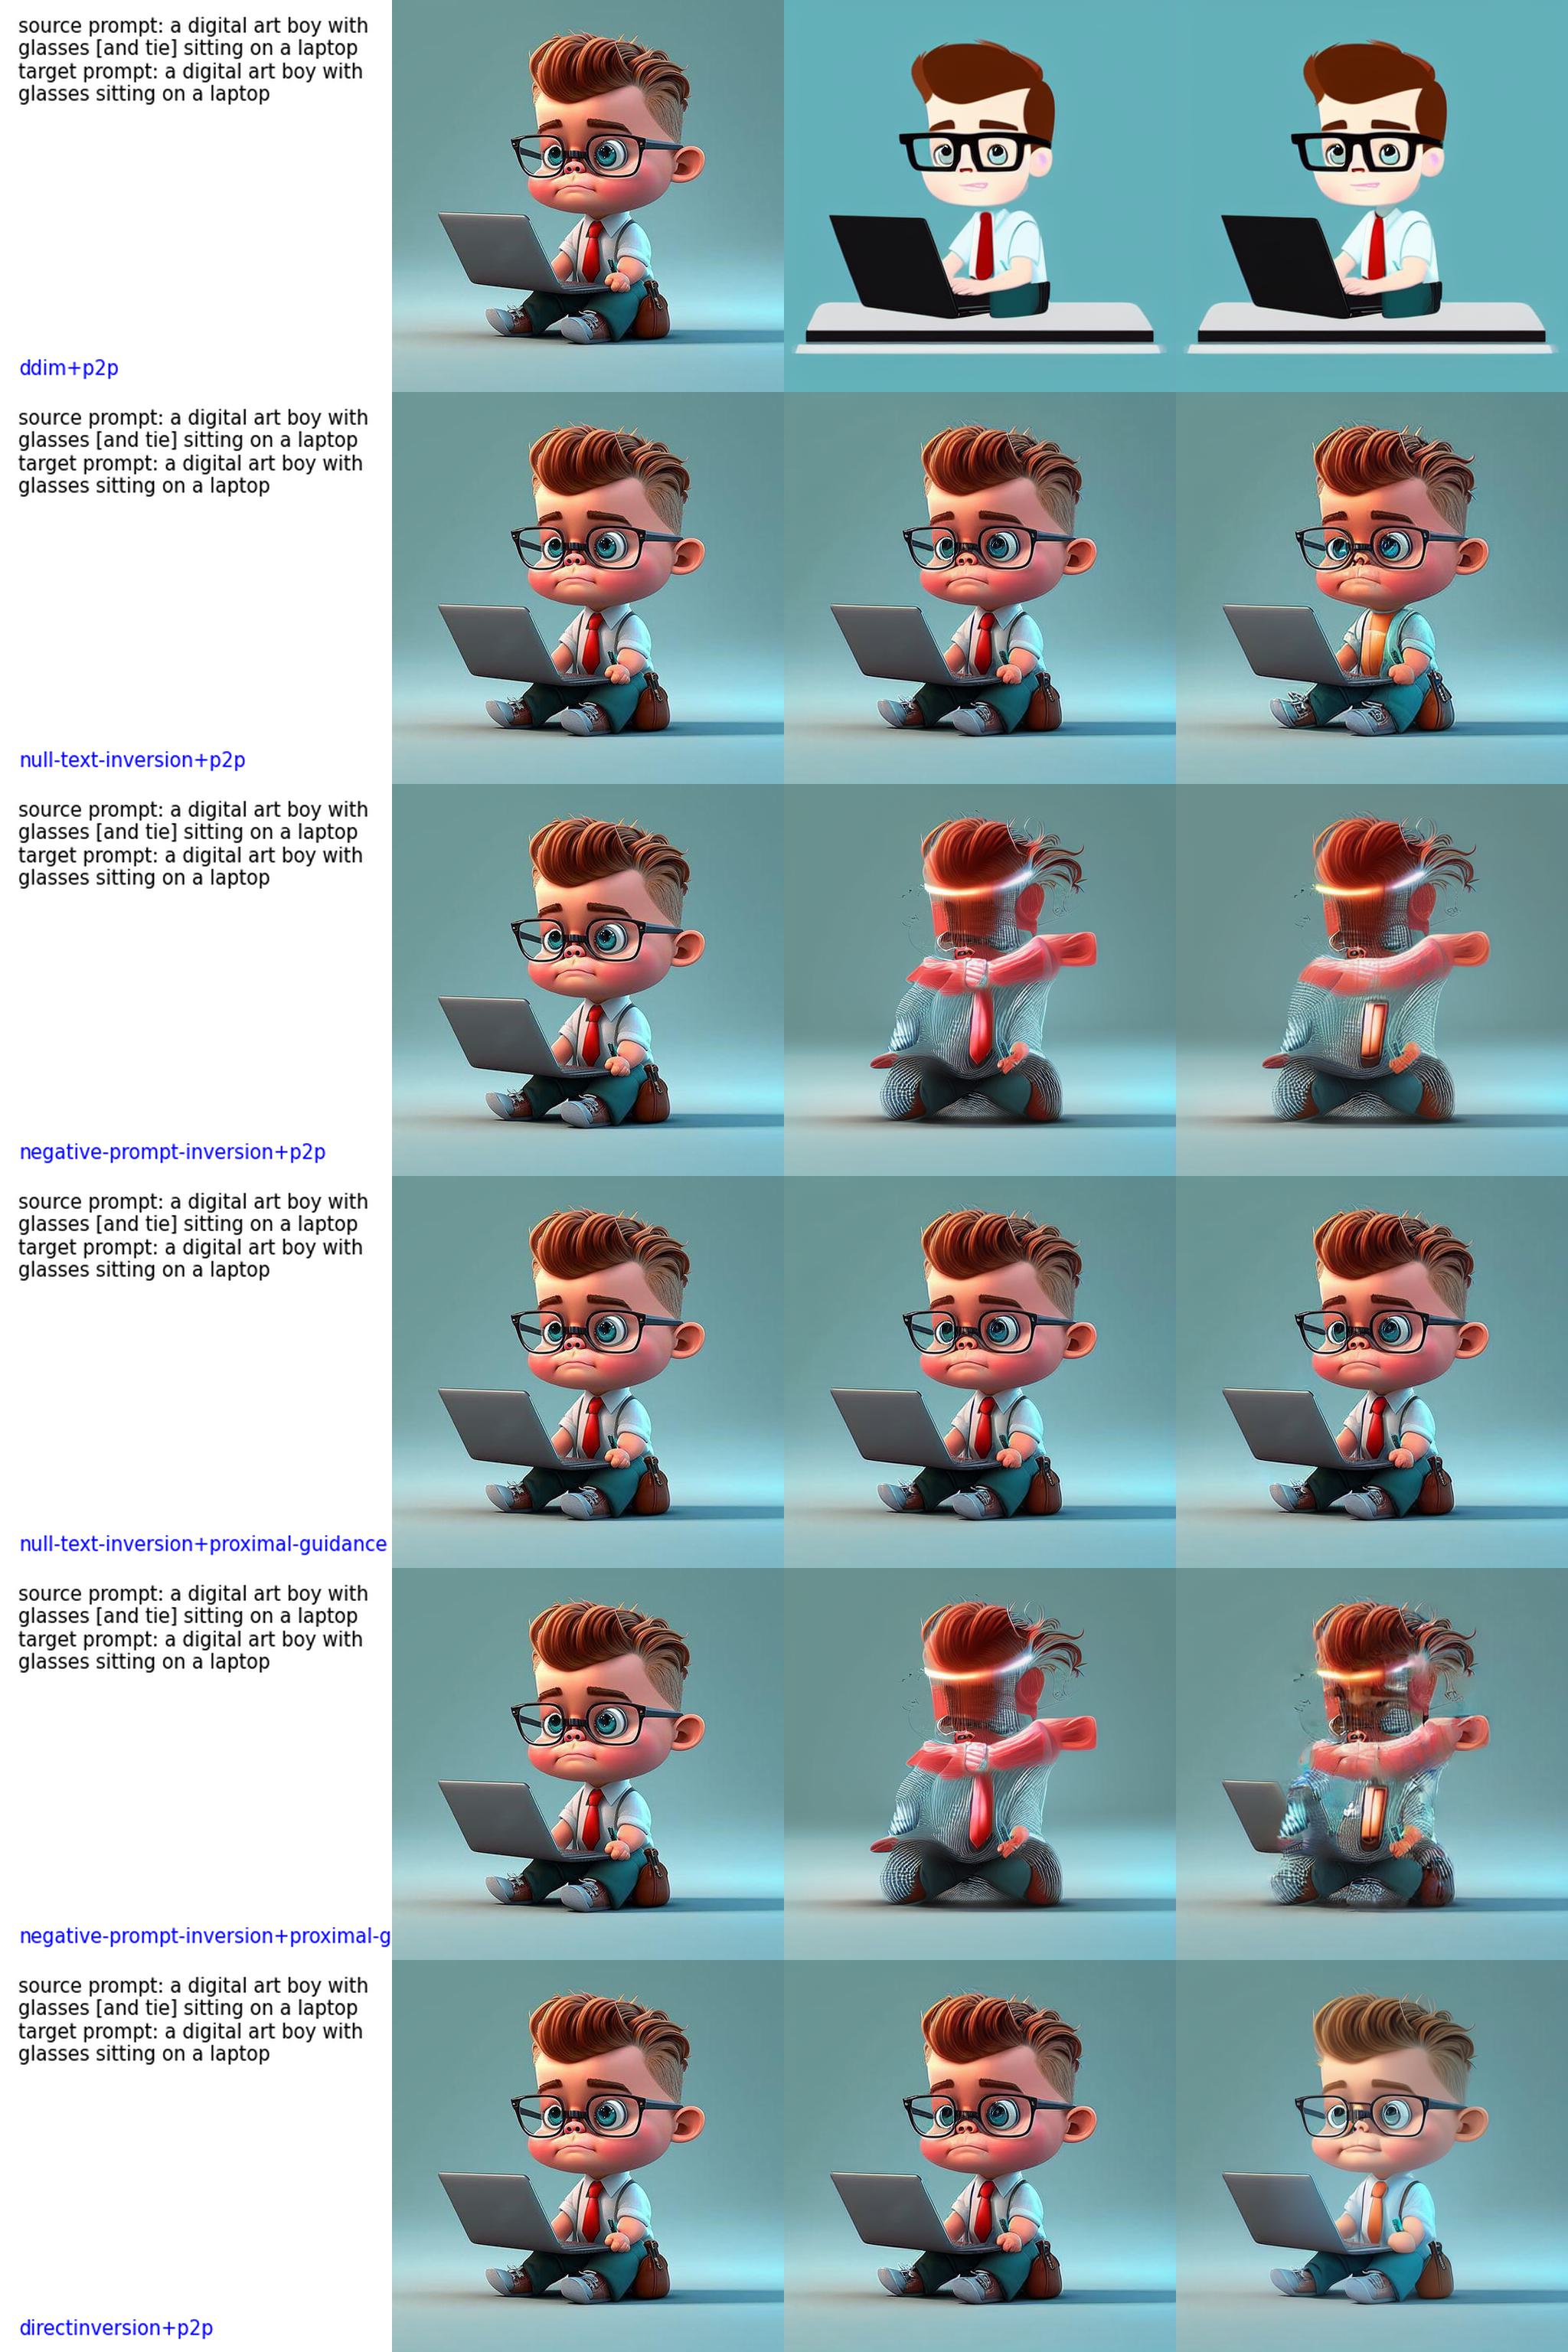 source prompt: a digital art boy with
glasses [and tie] sitting on a laptop
target prompt: a digital art boy with
glasses sitting on a laptop
ddim+p2p
source prompt: a digital art boy with
glasses [and tie] sitting on a laptop
target prompt: a digital art boy with
glasses sitting on a laptop
null-text-inversion+p2p
source prompt: a digital art boy with
glasses [and tie] sitting on a laptop
target prompt: a digital art boy with
glasses sitting on a laptop
negative-prompt-inversion+p2p
source prompt: a digital art boy with
glasses [and tie] sitting on a laptop
target prompt: a digital art boy with
glasses sitting on a laptop
null-text-inversion+proximal-guidance
source prompt: a digital art boy with
glasses [and tie] sitting on a laptop
target prompt: a digital art boy with
glasses sitting on a laptop
negative-prompt-inversion+proximal-g
source prompt: a digital art boy with
glasses [and tie] sitting on a laptop
target prompt: a digital art boy with
glasses sitting on a laptop
directinversion+p2p